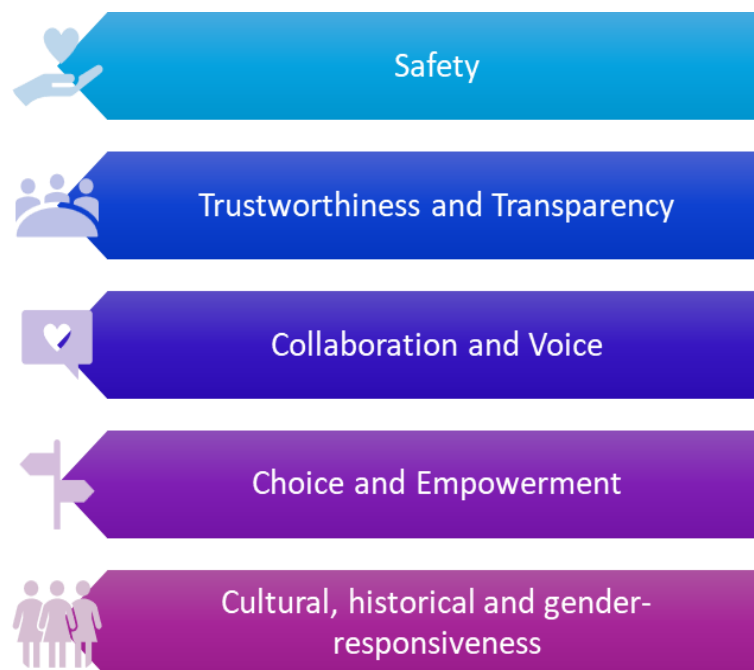 Safety
Trustworthiness and Transparency
Collaboration and Voice
Choice and Empowerment
Cultural, historical and gender-
responsiveness